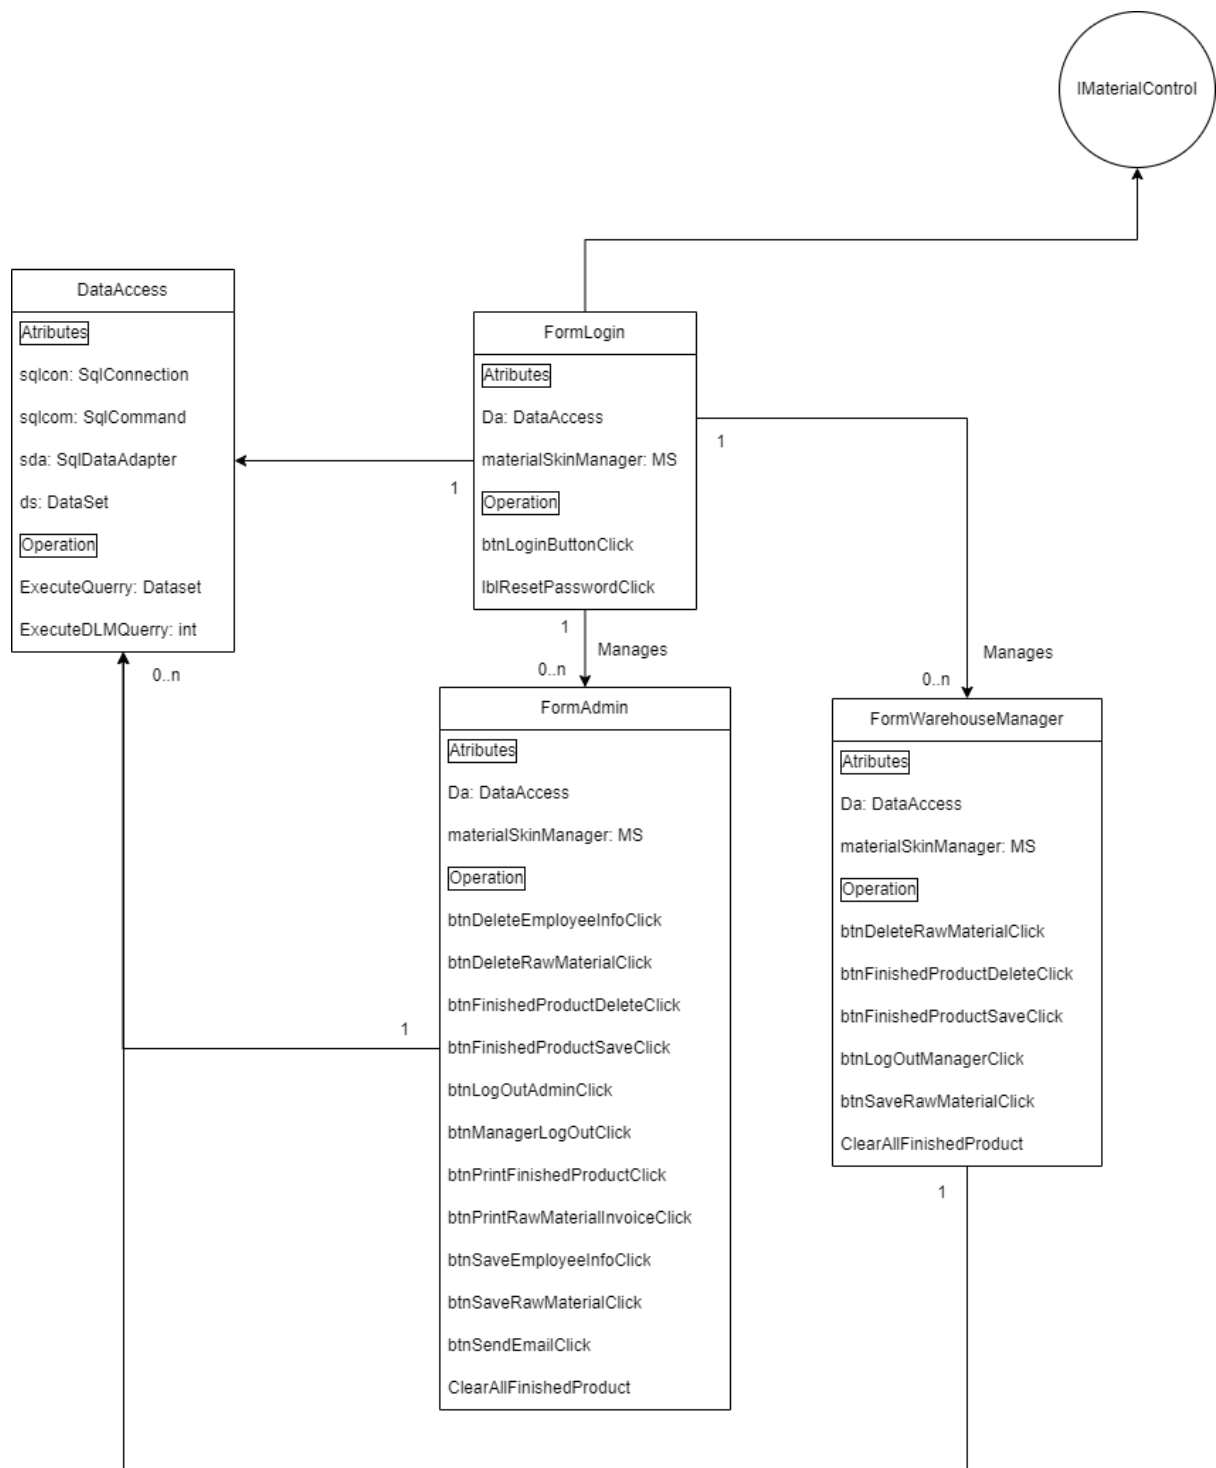 IMaterialControl
DataAccess
Atributes
sqlcon: SqlConnection
sqlcom: SqlCommand
sda: SqlDataAdapter
ds: DataSet
Operation
ExecuteQuerry: Dataset
ExecuteDLMQuerry: int
0..n
1
FormLogin
Atributes
Da: DataAccess
materialSkinManager: MS
Operation
btnLoginButtonClick
lblResetPasswordClick
1
1
Manages
0..n
Manages
0..n
FormAdmin
Atributes
Da: DataAccess
materialSkinManager: MS
Operation
btnDeleteEmployeeInfoClick
btnDeleteRawMaterialClick
btnFinishedProductDeleteClick
btnFinishedProductSaveClick
btnLogOutAdminClick
btnManagerLogOutClick
btnPrintFinishedProductClick
btnPrintRawMaterialInvoiceClick
btnSaveEmployeeInfoClick
btnSaveRawMaterialClick
btnSendEmailClick
ClearAllFinishedProduct
1
FormWarehouseManager
Atributes
Da: DataAccess
materialSkinManager: MS
Operation
btnDeleteRawMaterialClick
btnFinishedProductDeleteClick
btnFinishedProductSaveClick
btnLogOutManagerClick
btnSaveRawMaterialClick
ClearAllFinishedProduct
1